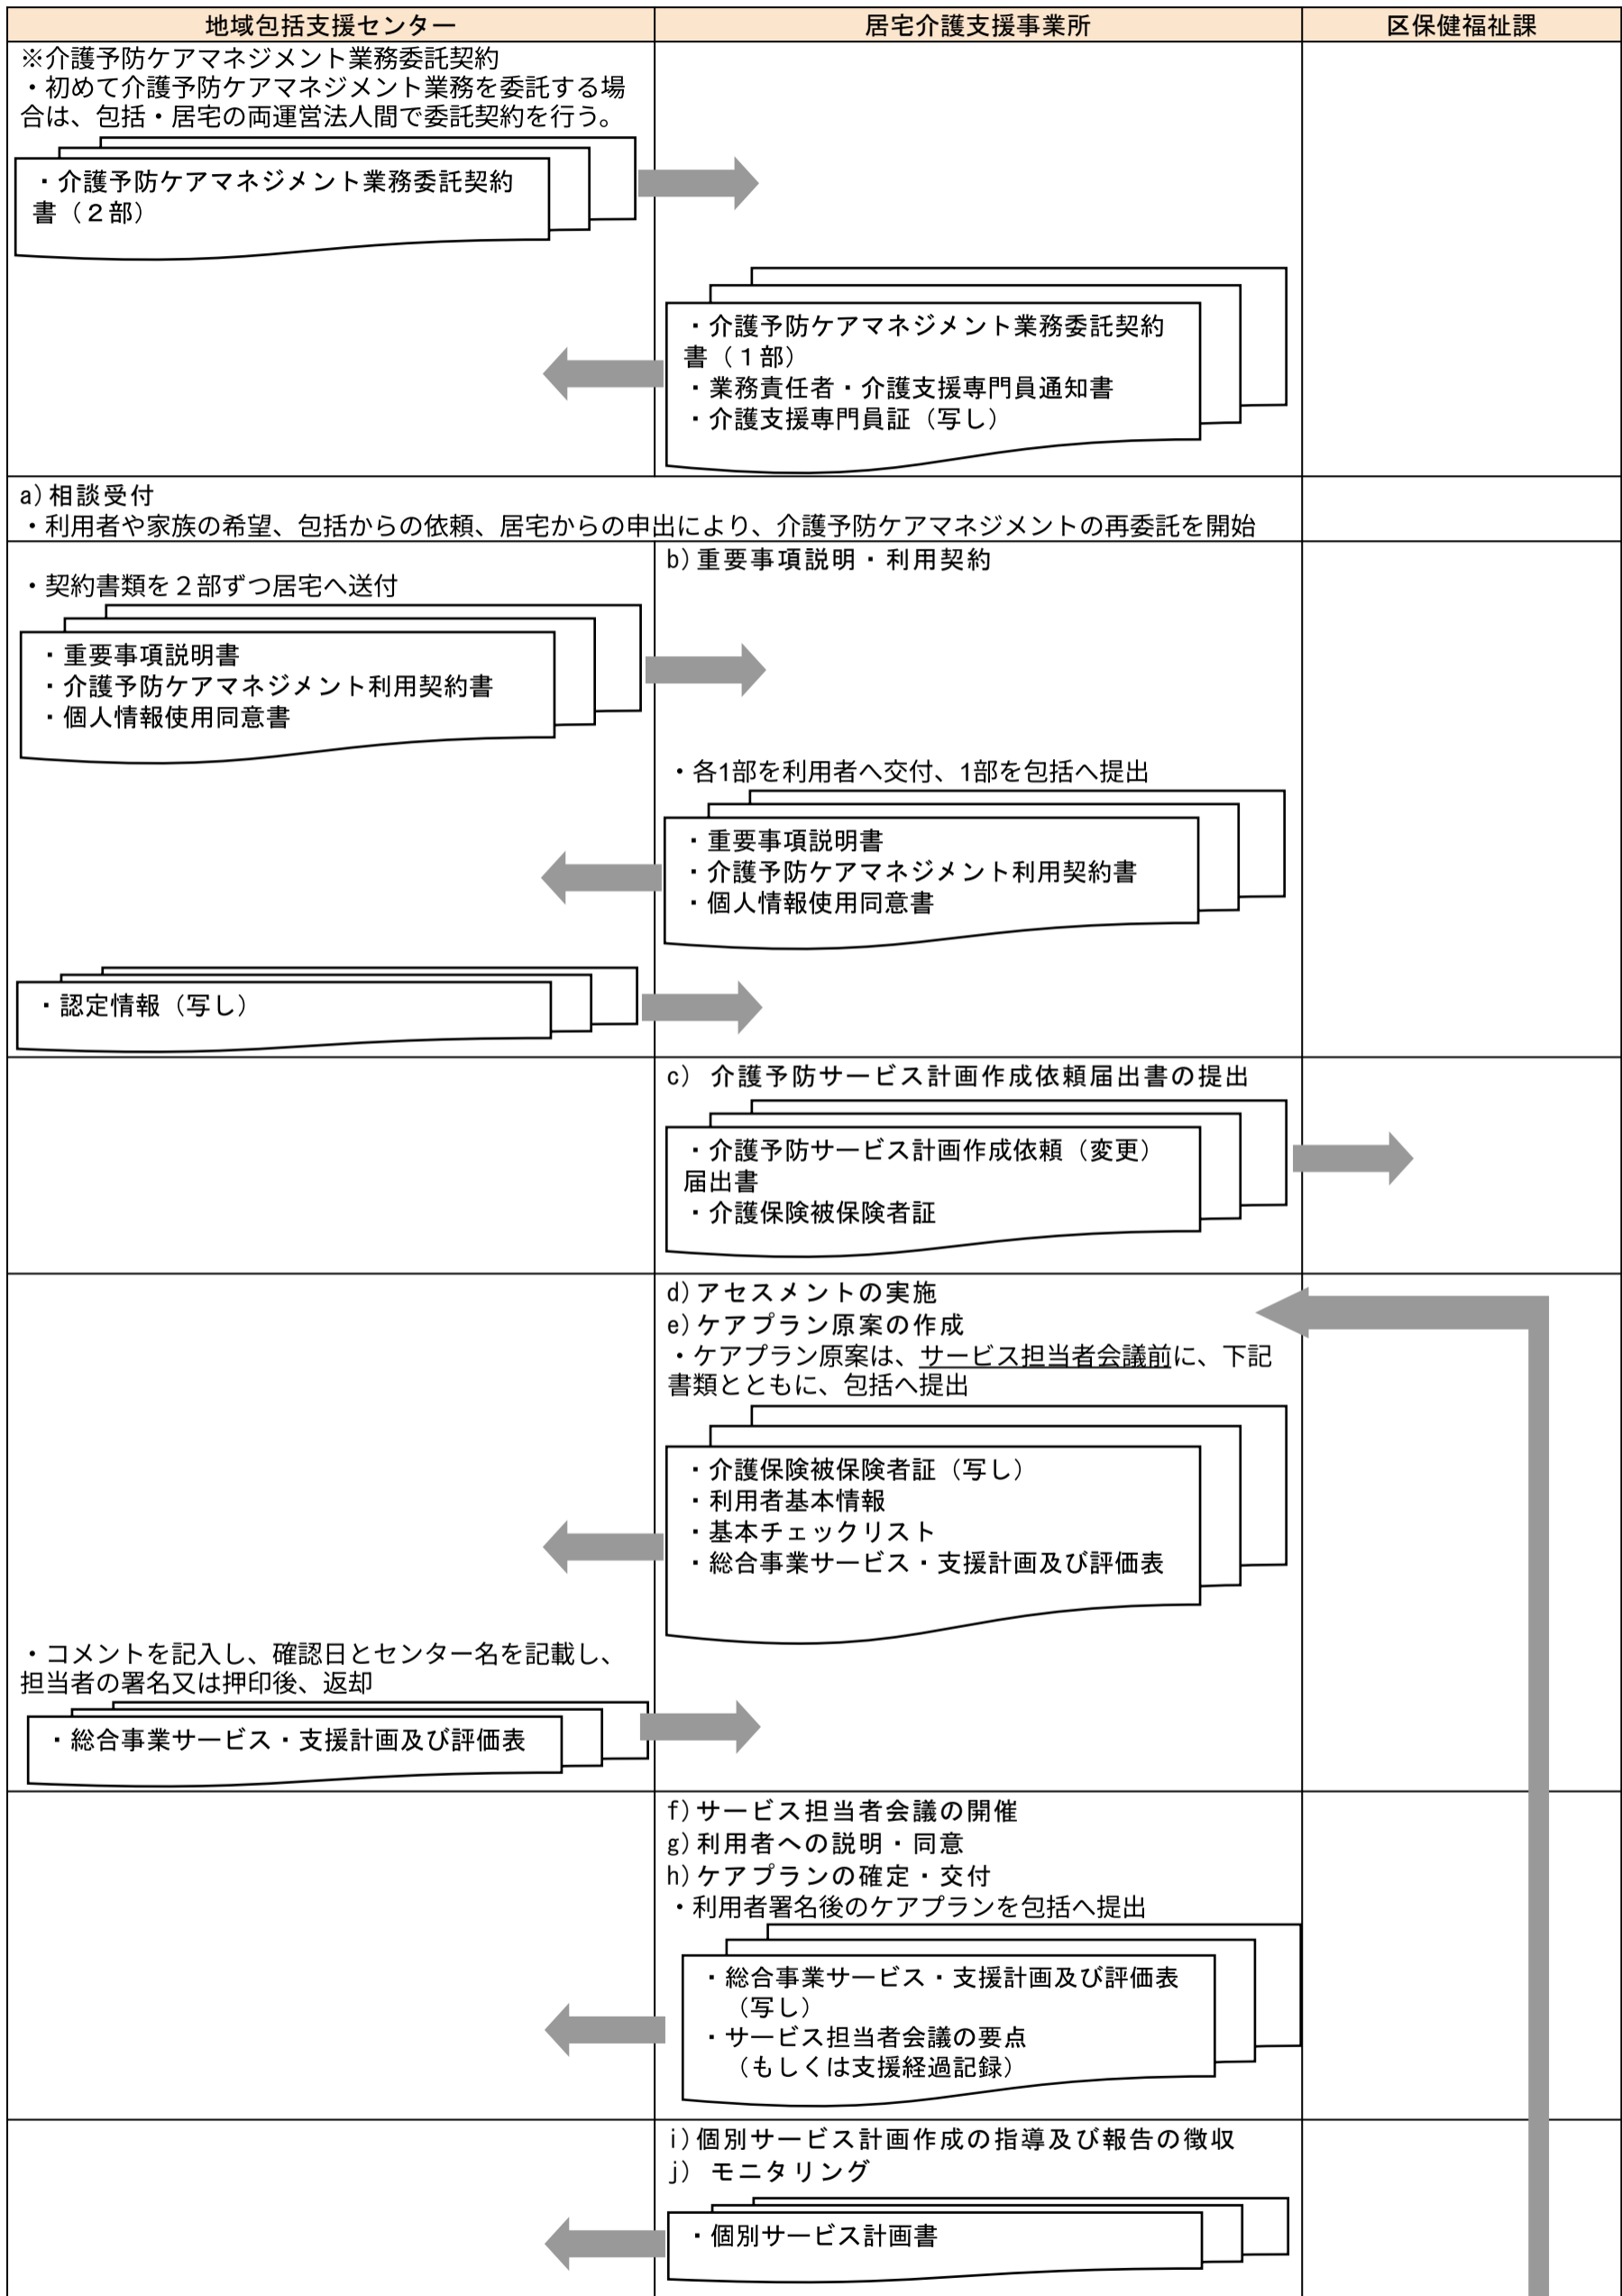 地域包括支援センター
居宅介護支援事業所
区保健福祉課
※介護予防ケアマネジメント業務委託契約
・初めて介護予防ケアマネジメント業務を委託する場
合は、包括・居宅の両運営法人間で委託契約を行う。
・介護予防ケアマネジメント業務委託契約
書（２部）
・介護予防ケアマネジメント業務委託契約
書（１部）
・業務責任者・介護支援専門員通知書
・介護支援専門員証（写し）
a)相談受付
・利用者や家族の希望、包括からの依頼、居宅からの申出により、介護予防ケアマネジメントの再委託を開始
b)重要事項説明・利用契約
・契約書類を２部ずつ居宅へ送付
・重要事項説明書
・介護予防ケアマネジメント利用契約書
・個人情報使用同意書
・各1部を利用者へ交付、1部を包括へ提出
・重要事項説明書
・介護予防ケアマネジメント利用契約書
・個人情報使用同意書
・認定情報（写し）
c) 介護予防サービス計画作成依頼届出書の提出
・介護予防サービス計画作成依頼（変更）
届出書
・介護保険被保険者証
d)アセスメントの実施
e)ケアプラン原案の作成
・ケアプラン原案は、サービス担当者会議前に、下記
書類とともに、包括へ提出
・介護保険被保険者証（写し）
・利用者基本情報
・基本チェックリスト
・総合事業サービス・支援計画及び評価表
・コメントを記入し、確認日とセンター名を記載し、
担当者の署名又は押印後、返却
・総合事業サービス・支援計画及び評価表
f)サービス担当者会議の開催
g)利用者への説明・同意
h)ケアプランの確定・交付
・利用者署名後のケアプランを包括へ提出
・総合事業サービス・支援計画及び評価表
（写し）
・サービス担当者会議の要点
（もしくは支援経過記録）
i)個別サービス計画作成の指導及び報告の徴収
j) モニタリング
・個別サービス計画書